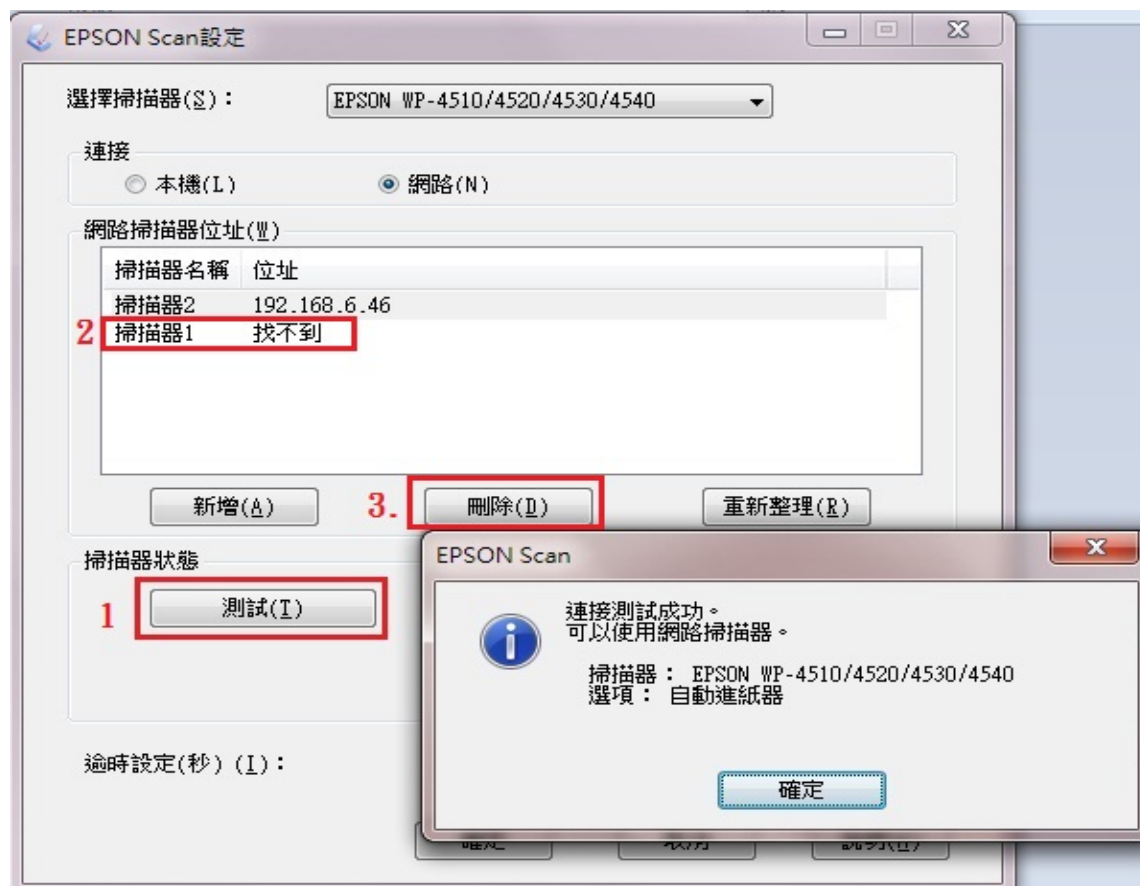 EPSON Scan設定
選擇掃描器(S)：
EPSON WP-4510/4520/4530/4540
連接
本機(L)
網路(N)
網路掃描器位址(W)
掃描器名稱 位址
掃描器2 192.168.6.46
2 掃描器1 找不到
新增(A)
3. 刪除(D)
重新整理(R)
掃描器狀態
1 測試(T)
EPSON Scan
連接測試成功。
可以使用網路掃描器。
掃描器： EPSON WP-4510/4520/4530/4540
選項： 自動進紙器
確定
逾時設定(秒)(I)：